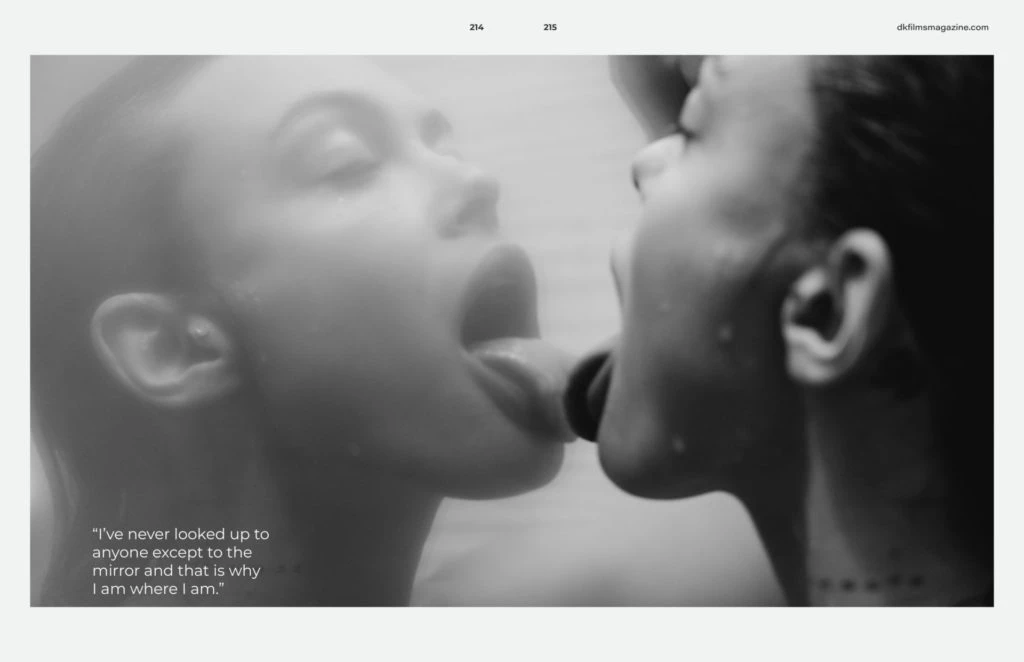 214
215
dkfilmsmagazine.com
“I’ve never looked up to
anyone except to the
mirror and that is why
I am where I am.”